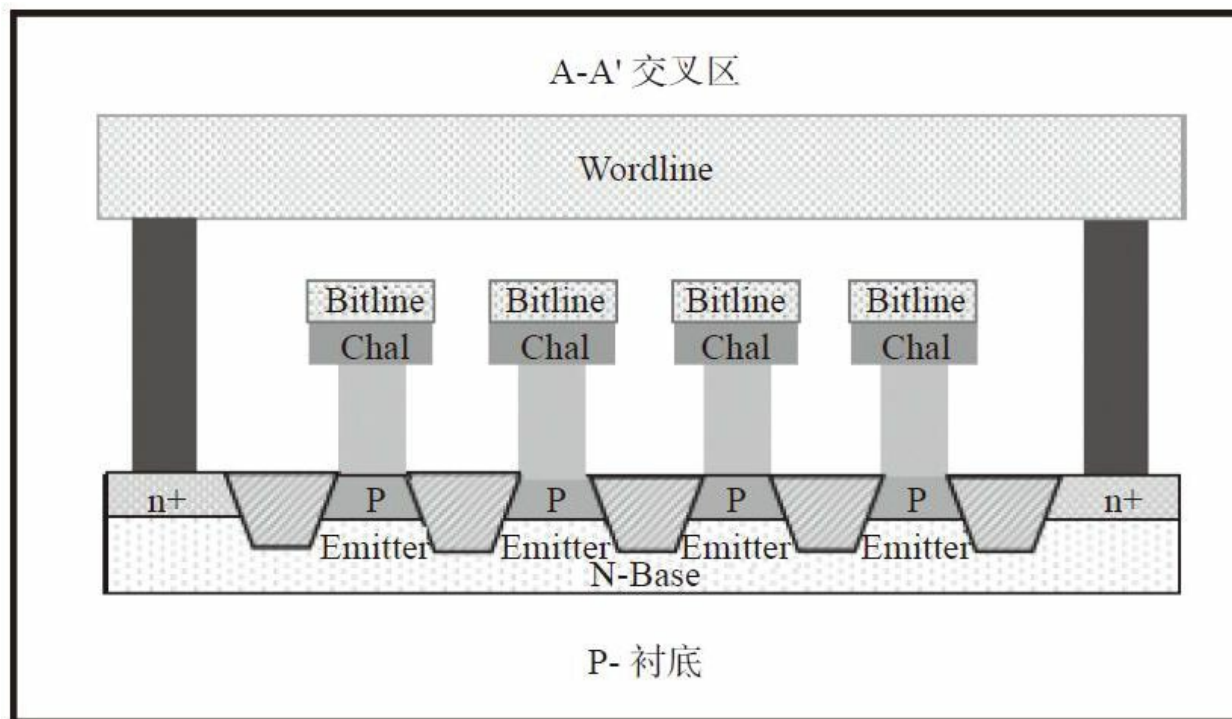 A-A' 交叉区
Wordline
Bitline Bitline Bitline Bitline
Chal Chal Chal Chal
n+ P P P P n+
Emitter Emitter Emitter Emitter
N-Base
P- 衬底